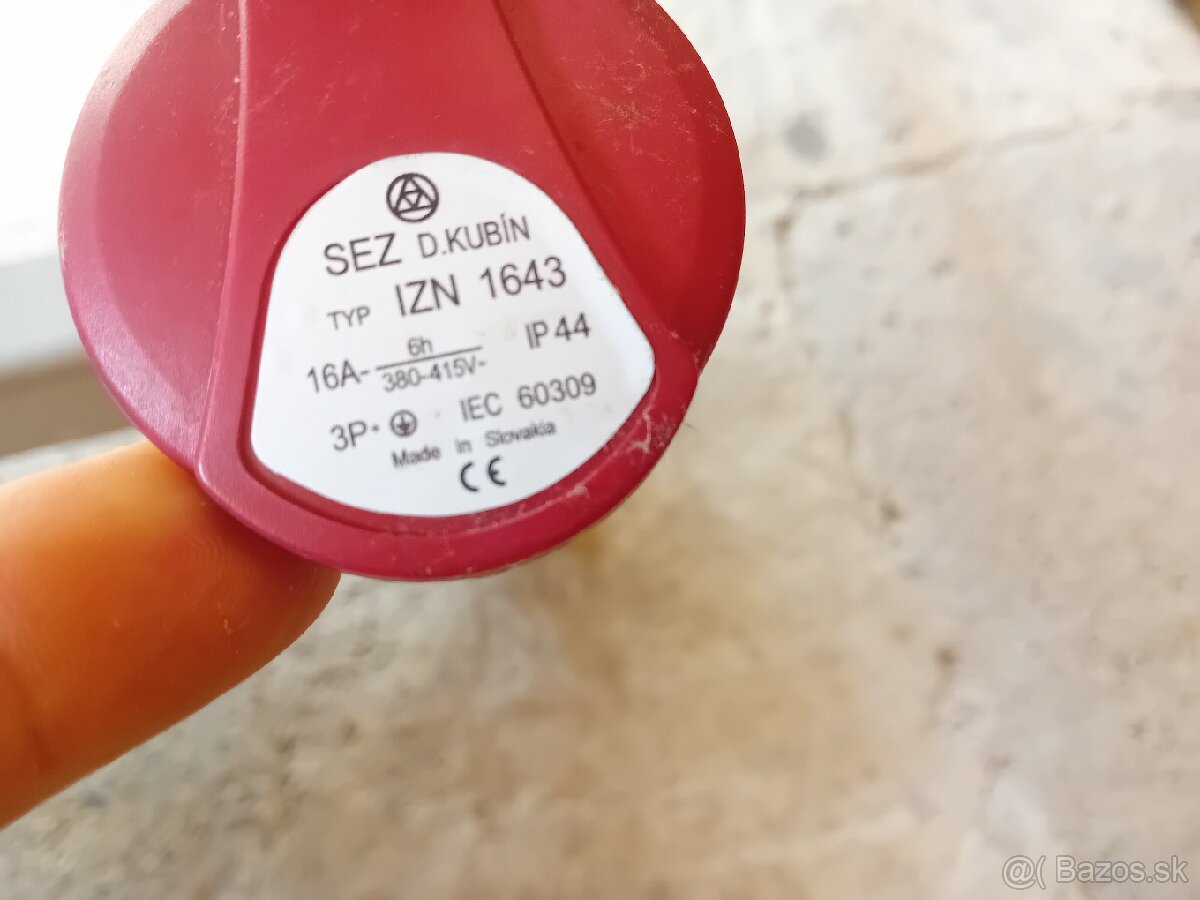 SEZ D.KUBÍN
TYP IZN 1643
16A- 6h
380-415V~ IP44
3P+ IEC 60309
Made in Slovakia
CE
@( Bazos.sk